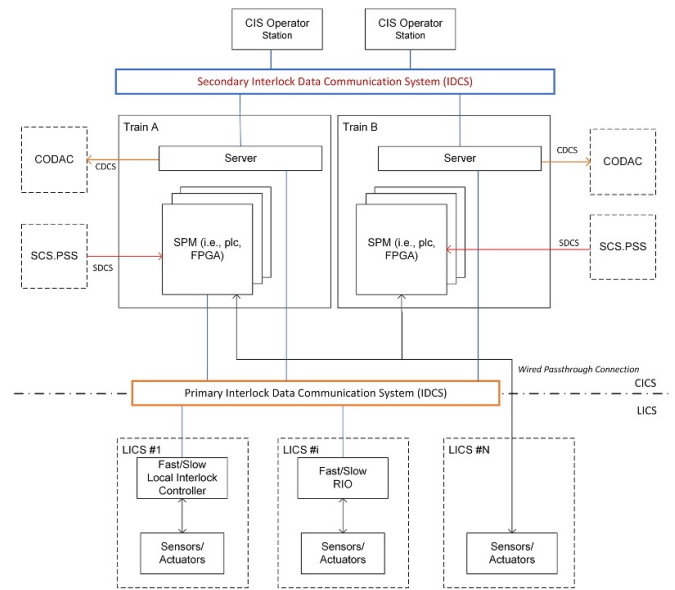 CIS Operator
Station
CIS Operator
Station
Secondary Interlock Data Communication System (IDCS)
Train A
Train B
Server
Server
CODAC
CDCS
CDCS
CODAC
SPM (i.e., plc,
FPGA)
SPM (i.e., plc,
FPGA)
SCS.PSS
SDCS
SDCS
SCS.PSS
Wired Passthrough Connection
CICS
Primary Interlock Data Communication System (IDCS)
LICS
LICS #1
Fast/Slow
Local Interlock
Controller
Sensors/
Actuators
LICS #i
Fast/Slow
RIO
Sensors/
Actuators
LICS #N
Sensors/
Actuators